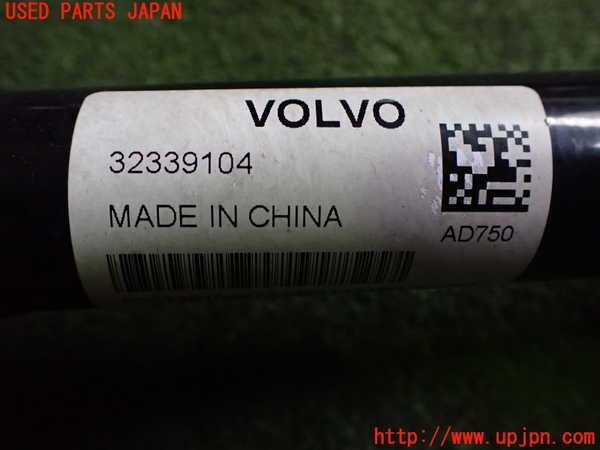 USED PARTS JAPAN
VOLVO
32339104
MADE IN CHINA
AD750
http://www.upjpn.com/